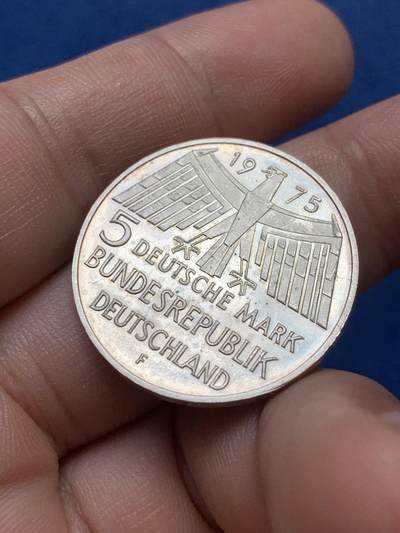 1975
5 DEUTSCHE MARK
BUNDESREPUBLIK
DEUTSCHLAND
F